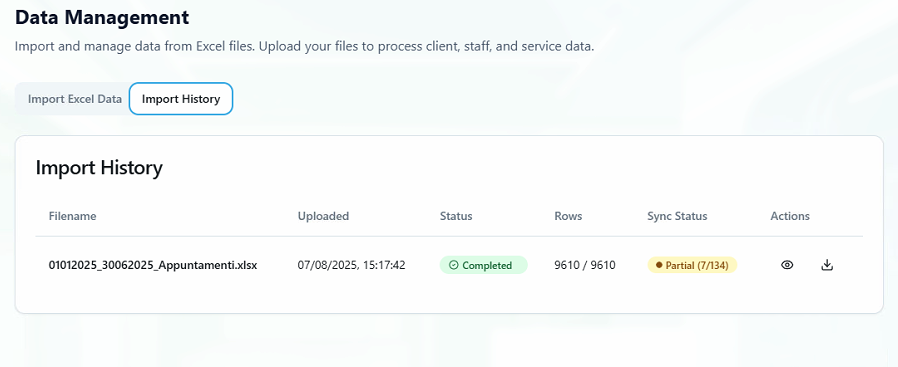 Data Management
Import and manage data from Excel files. Upload your files to process client, staff, and service data.
Import Excel Data Import History
Import History
Filename Uploaded Status Rows Sync Status Actions
01012025_30062025_Appuntamenti.xlsx 07/08/2025, 15:17:42 Completed 9610 / 9610 Partial (7/134)